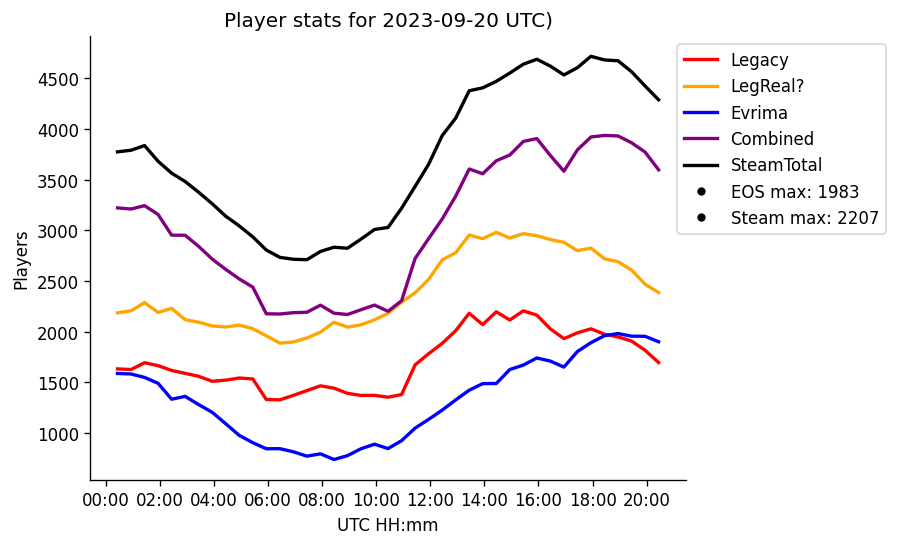 Player stats for 2023-09-20 UTC)
Legacy
LegReal?
Evrima
Combined
SteamTotal
EOS max: 1983
Steam max: 2207
Players
4500
4000
3500
3000
2500
2000
1500
1000
00:00 02:00 04:00 06:00 08:00 10:00 12:00 14:00 16:00 18:00 20:00
UTC HH:mm